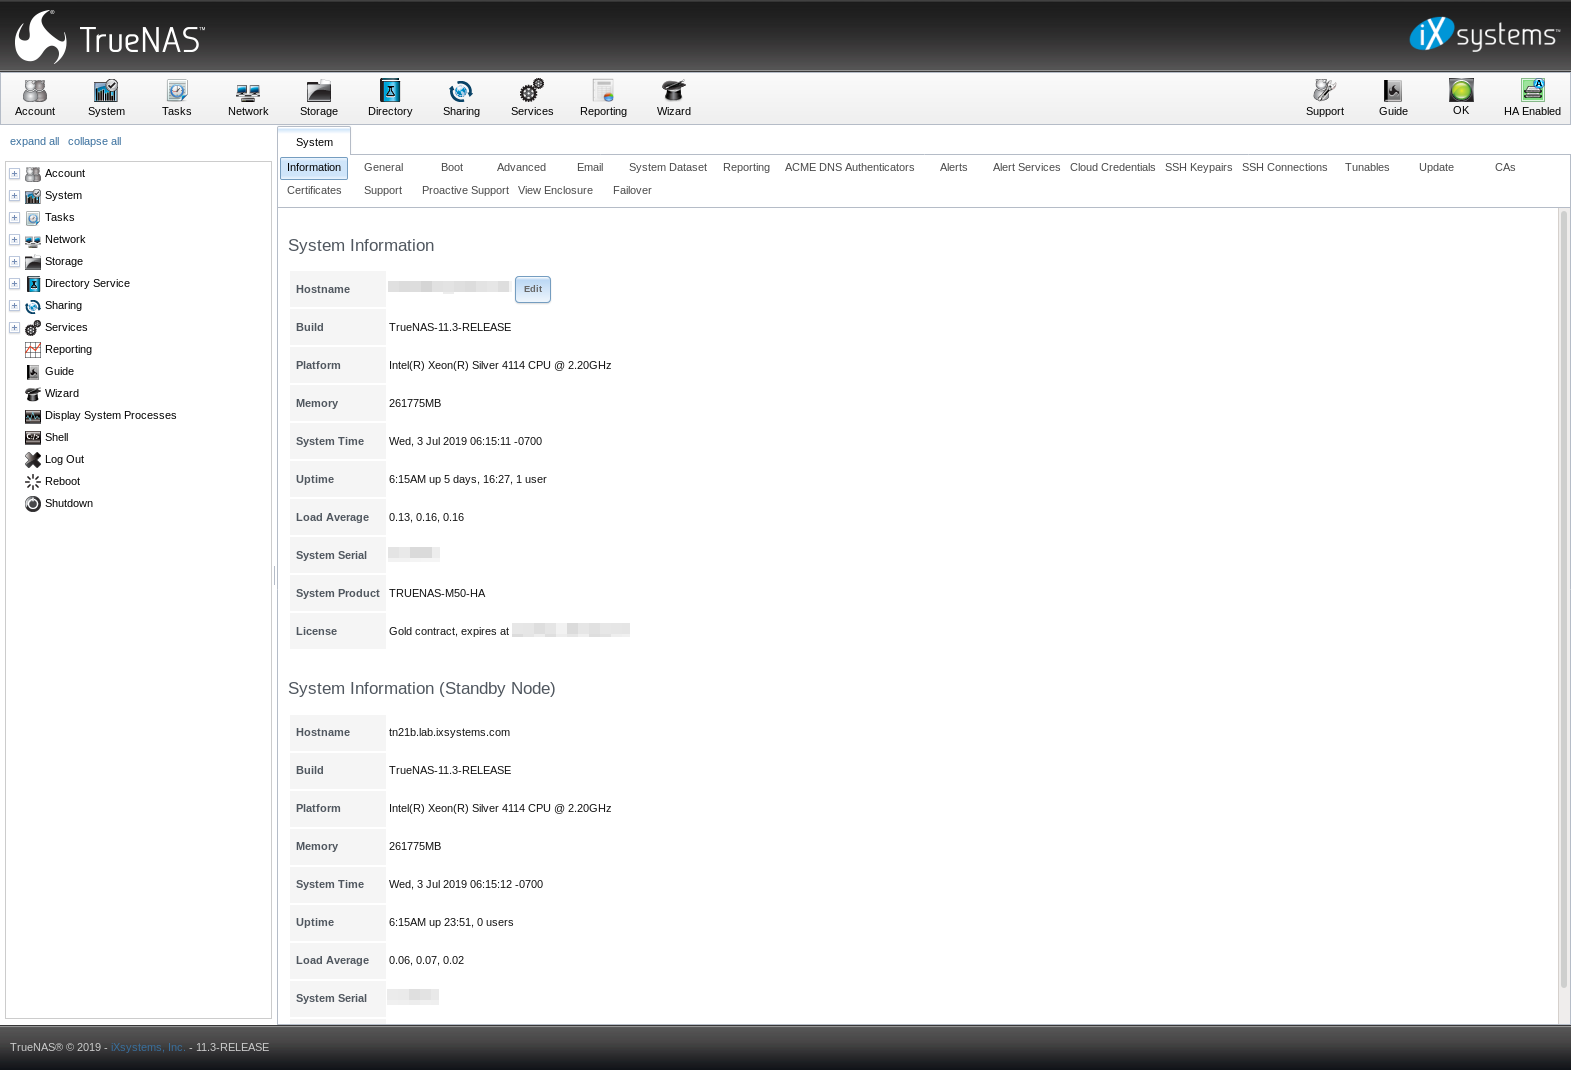 TrueNAS™
iXsystems™
Account System Tasks Network Storage Directory Sharing Services Reporting Wizard Support Guide OK HA Enabled
expand all collapse all
System
Information General Boot Advanced Email System Dataset Reporting ACME DNS Authenticators Alerts Alert Services Cloud Credentials SSH Keypairs SSH Connections Tunables Update CAs
Certificates Support Proactive Support View Enclosure Failover
Account
System
Tasks
Network
Storage
Directory Service
Sharing
Services
Reporting
Guide
Wizard
Display System Processes
Shell
Log Out
Reboot
Shutdown
System Information
Hostname Edit
Build TrueNAS-11.3-RELEASE
Platform Intel(R) Xeon(R) Silver 4114 CPU @ 2.20GHz
Memory 261775MB
System Time Wed, 3 Jul 2019 06:15:11 -0700
Uptime 6:15AM up 5 days, 16:27, 1 user
Load Average 0.13, 0.16, 0.16
System Serial
System Product TRUENAS-M50-HA
License Gold contract, expires at
System Information (Standby Node)
Hostname tn21b.lab.ixsystems.com
Build TrueNAS-11.3-RELEASE
Platform Intel(R) Xeon(R) Silver 4114 CPU @ 2.20GHz
Memory 261775MB
System Time Wed, 3 Jul 2019 06:15:12 -0700
Uptime 6:15AM up 23:51, 0 users
Load Average 0.06, 0.07, 0.02
System Serial
TrueNAS® © 2019 - iXsystems, Inc. - 11.3-RELEASE